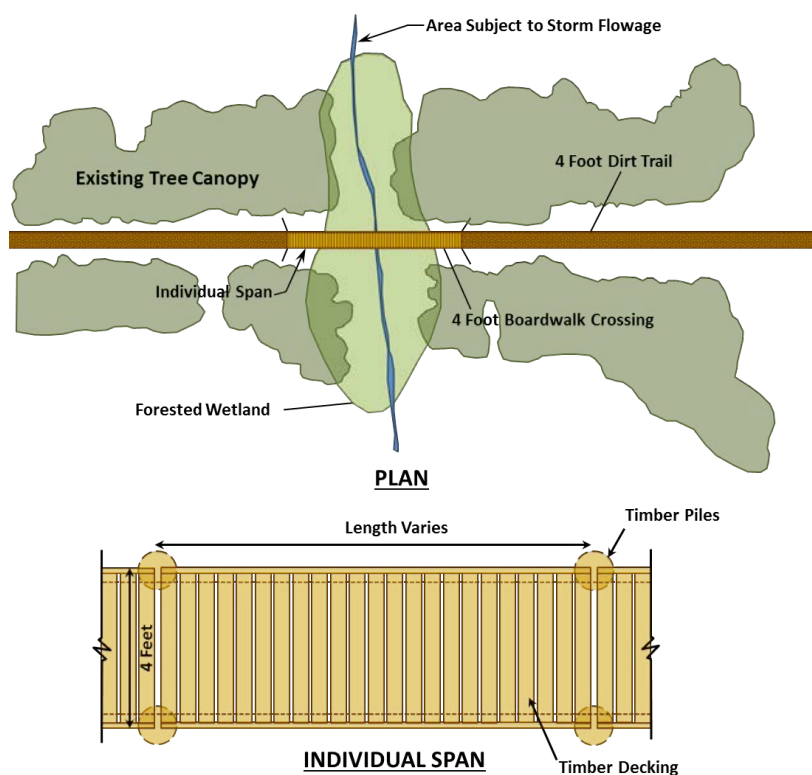 Area Subject to Storm Flowage
4 Foot Dirt Trail
Existing Tree Canopy
Individual Span
4 Foot Boardwalk Crossing
Forested Wetland
PLAN
Timber Piles
Length Varies
4 Feet
INDIVIDUAL SPAN
Timber Decking